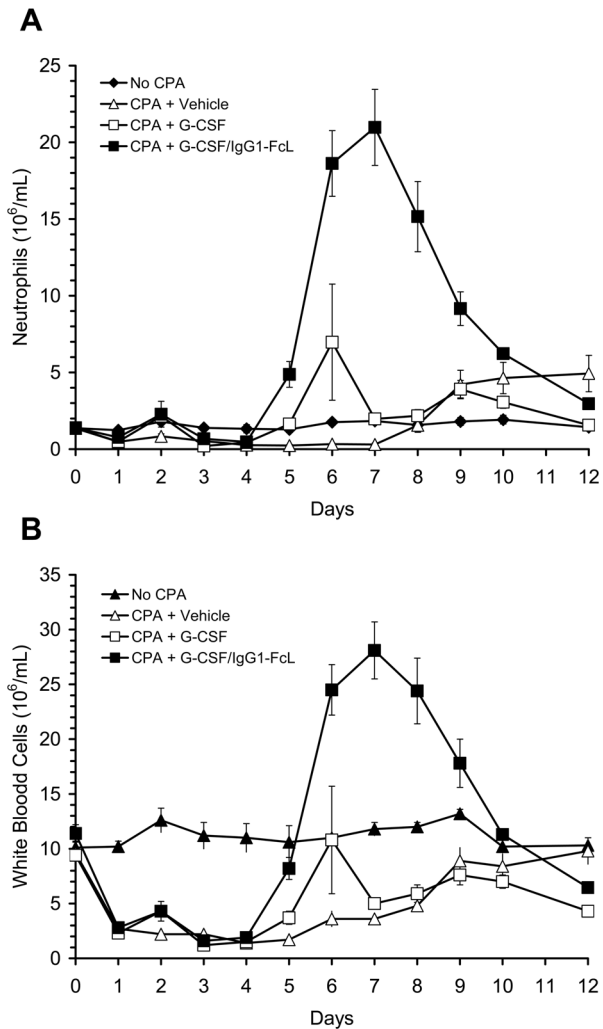 A
25
20
15
10
5
0
Neutrophils (10⁶/mL)
No CPA
CPA + Vehicle
CPA + G-CSF
CPA + G-CSF/IgG1-FcL
0 1 2 3 4 5 6 7 8 9 10 11 12
Days
B
35
30
25
20
15
10
5
0
White Bloodd Cells (10⁶/mL)
No CPA
CPA + Vehicle
CPA + G-CSF
CPA + G-CSF/IgG1-FcL
0 1 2 3 4 5 6 7 8 9 10 11 12
Days